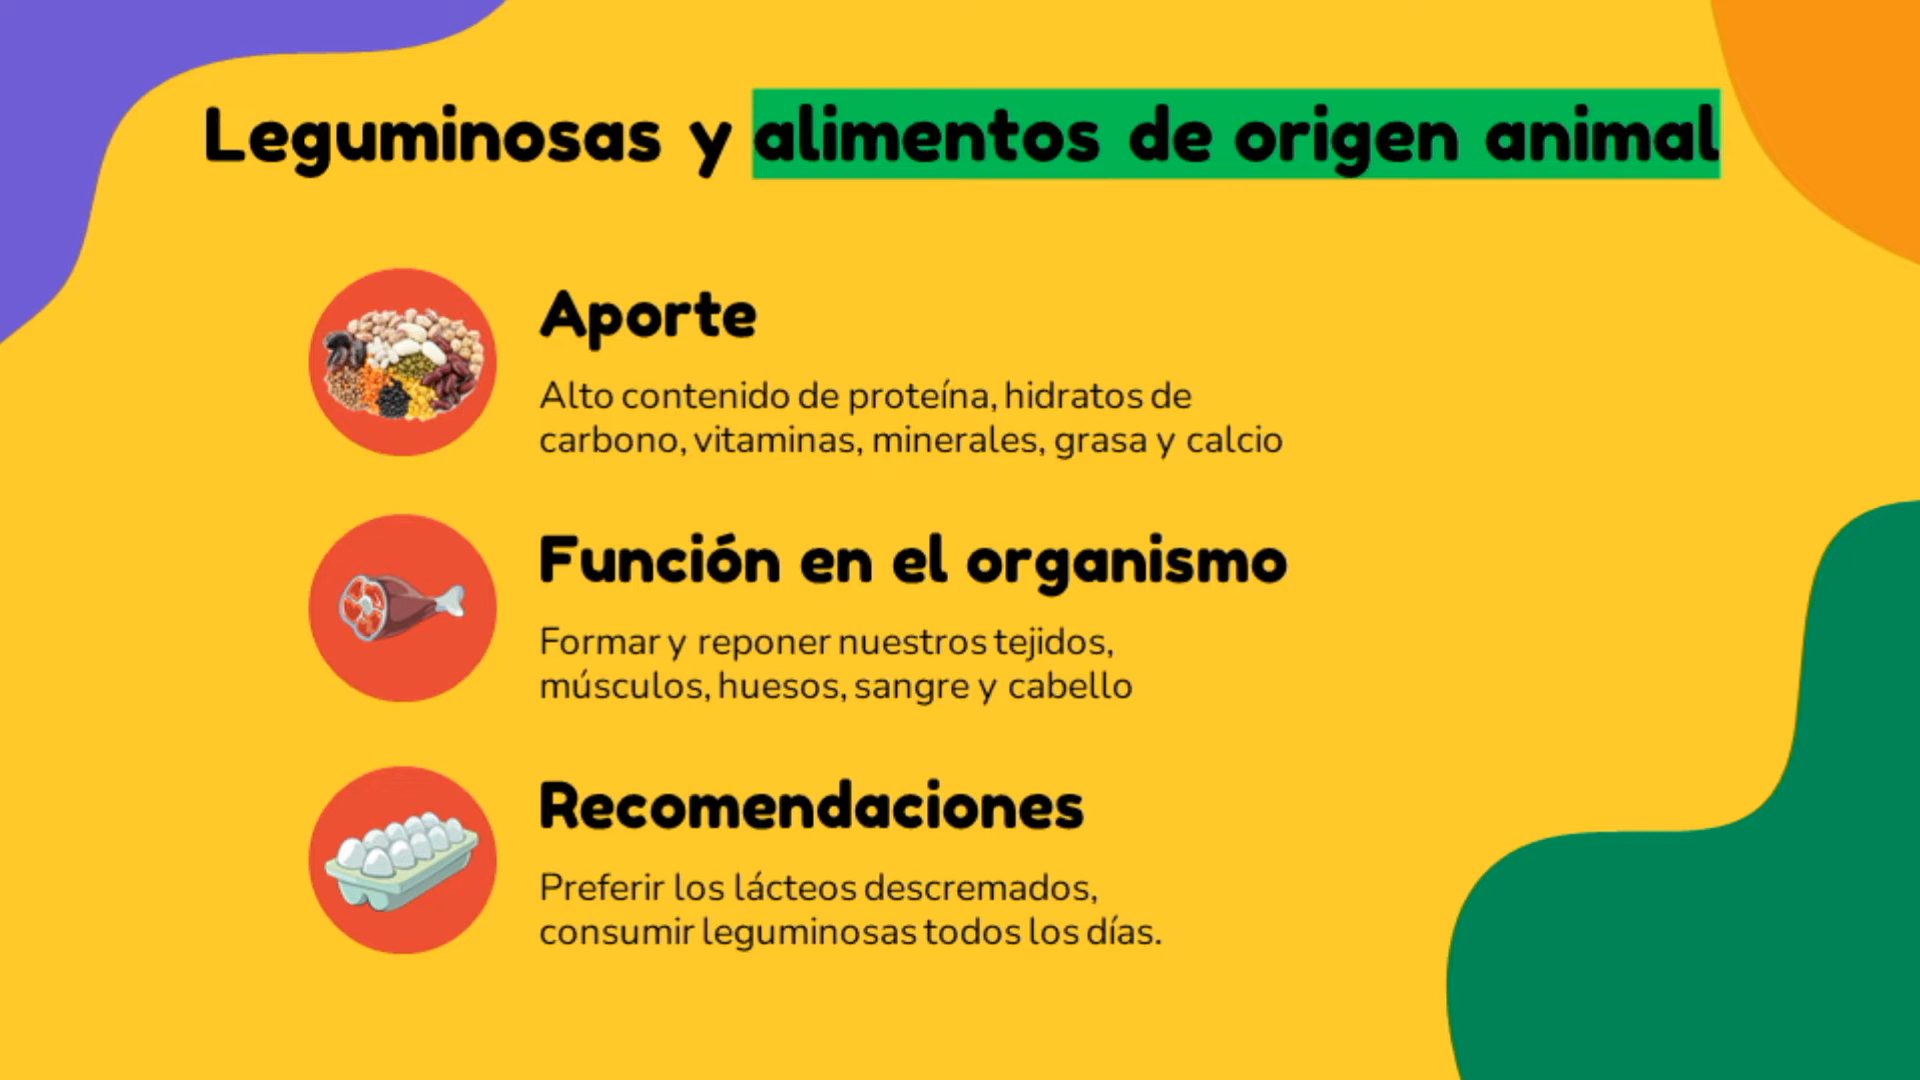 Leguminosas y alimentos de origen animal
Aporte
Alto contenido de proteína, hidratos de
carbono, vitaminas, minerales, grasa y calcio
Función en el organismo
Formar y reponer nuestros tejidos,
músculos, huesos, sangre y cabello
Recomendaciones
Preferir los lácteos descremados,
consumir leguminosas todos los días.